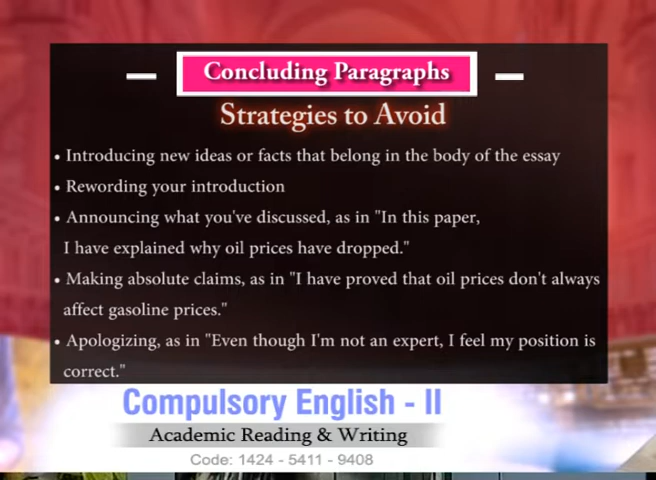 Concluding Paragraphs
Strategies to Avoid
• Introducing new ideas or facts that belong in the body of the essay
• Rewording your introduction
• Announcing what you've discussed, as in "In this paper,
I have explained why oil prices have dropped."
• Making absolute claims, as in "I have proved that oil prices don't always
affect gasoline prices."
• Apologizing, as in "Even though I'm not an expert, I feel my position is
correct."
Compulsory English - II
Academic Reading & Writing
Code: 1424 - 5411 - 9408